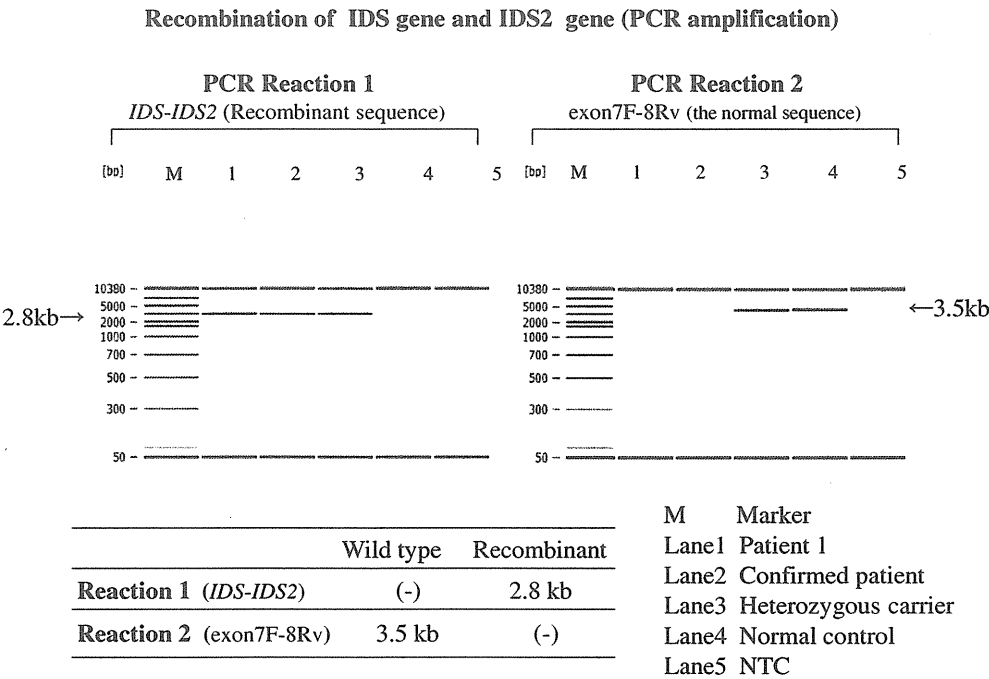 Recombination of IDS gene and IDS2 gene (PCR amplification)
PCR Reaction 1
IDS-IDS2 (Recombinant sequence)
[bp] M 1 2 3 4 5
10380
5000
2000
1000
700
500
300
50
2.8kb→
PCR Reaction 2
exon7F-8Rv (the normal sequence)
[bp] M 1 2 3 4 5
10380
5000
2000
1000
700
500
300
50
←3.5kb
Wild type Recombinant
Reaction 1 (IDS-IDS2) (-) 2.8 kb
Reaction 2 (exon7F-8Rv) 3.5 kb (-)
M Marker
Lane1 Patient 1
Lane2 Confirmed patient
Lane3 Heterozygous carrier
Lane4 Normal control
Lane5 NTC